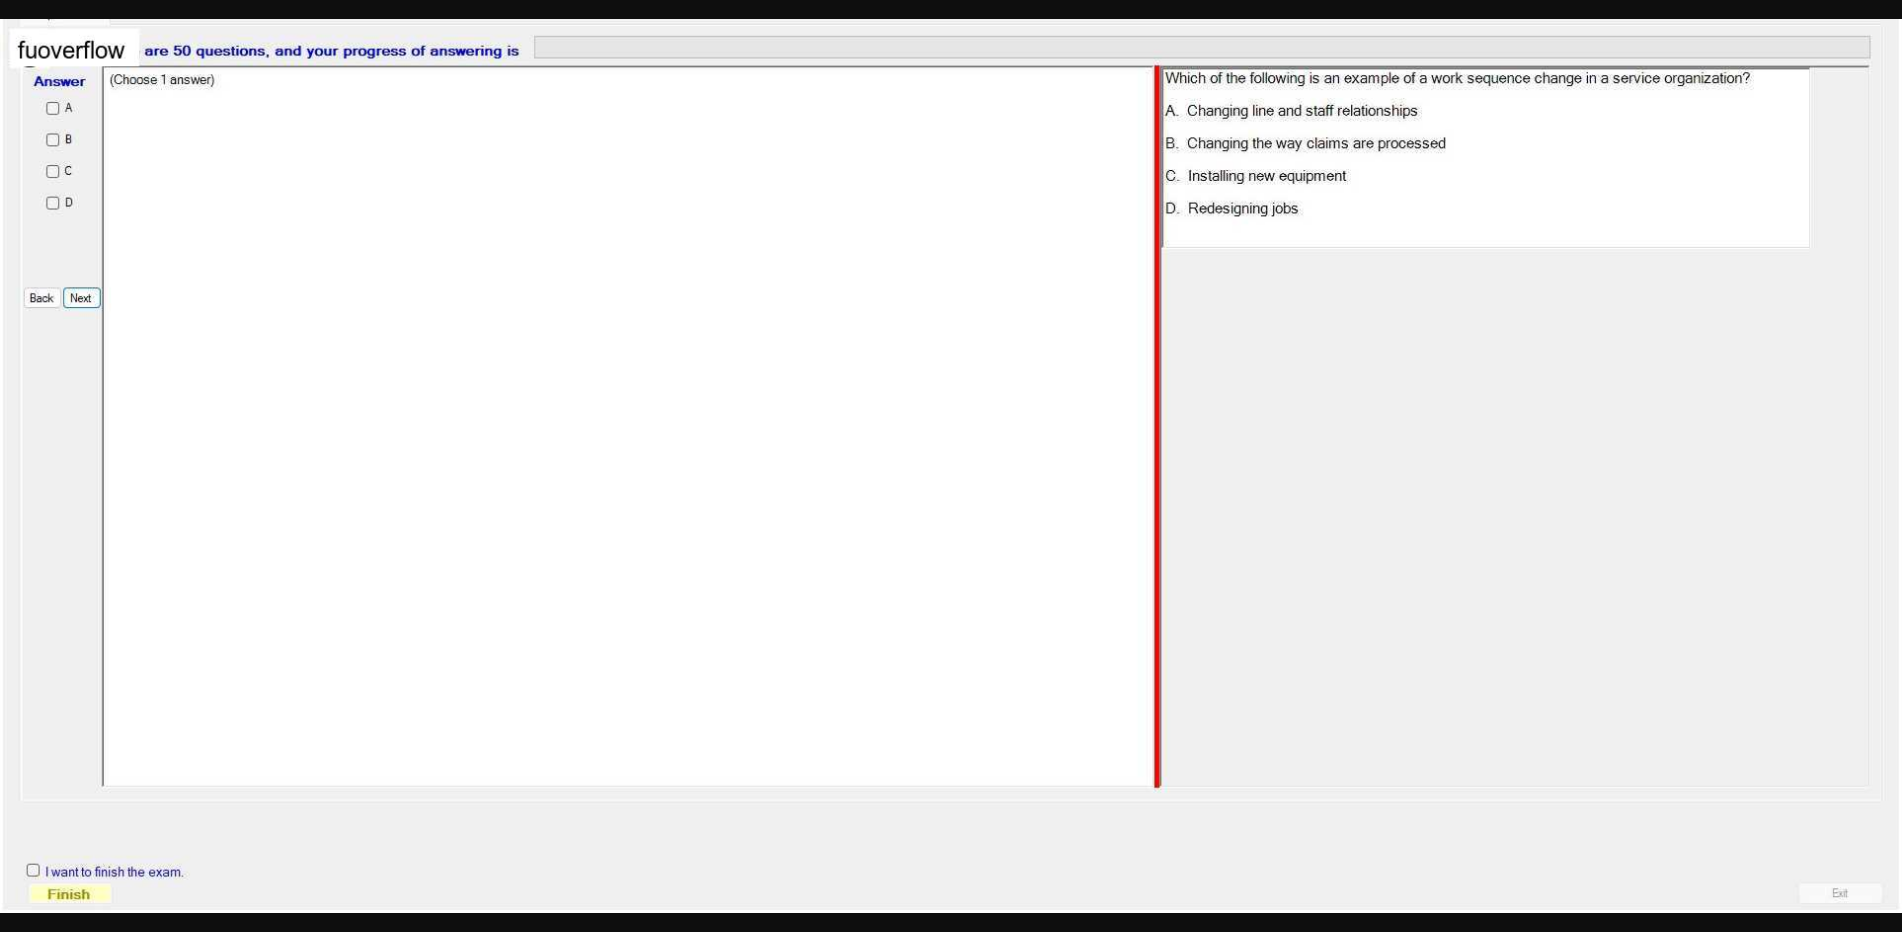 fuoverflow are 50 questions, and your progress of answering is
Answer
(Choose 1 answer)
A
B
C
D
Back Next
Which of the following is an example of a work sequence change in a service organization?
A. Changing line and staff relationships
B. Changing the way claims are processed
C. Installing new equipment
D. Redesigning jobs
I want to finish the exam.
Finish
Exit